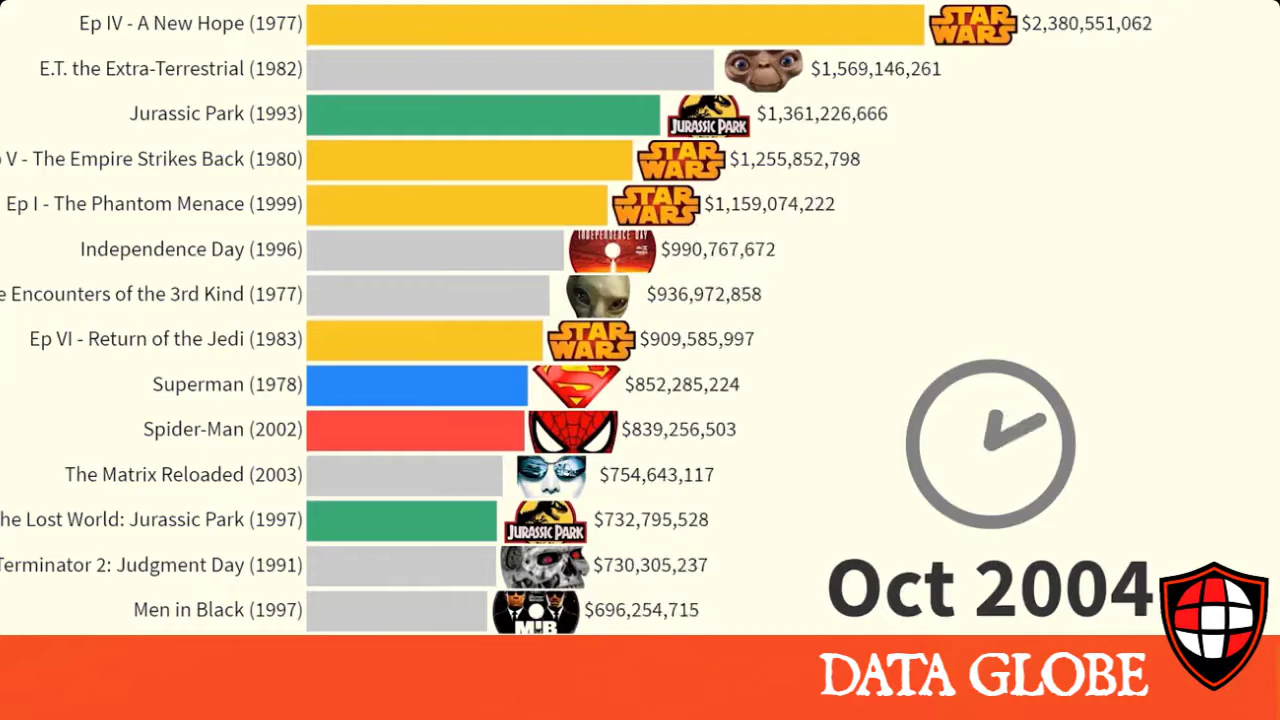 Ep IV - A New Hope (1977) STAR WARS $2,380,551,062
E.T. the Extra-Terrestrial (1982) $1,569,146,261
Jurassic Park (1993) JURASSIC PARK $1,361,226,666
V - The Empire Strikes Back (1980) STAR WARS $1,255,852,798
Ep I - The Phantom Menace (1999) STAR WARS $1,159,074,222
Independence Day (1996) INDEPENDENCE DAY $990,767,672
e Encounters of the 3rd Kind (1977) $936,972,858
Ep VI - Return of the Jedi (1983) STAR WARS $909,585,997
Superman (1978) S $852,285,224
Spider-Man (2002) $839,256,503
The Matrix Reloaded (2003) $754,643,117
he Lost World: Jurassic Park (1997) JURASSIC PARK $732,795,528
Terminator 2: Judgment Day (1991) $730,305,237
Men in Black (1997) MIB $696,254,715
Oct 2004
DATA GLOBE